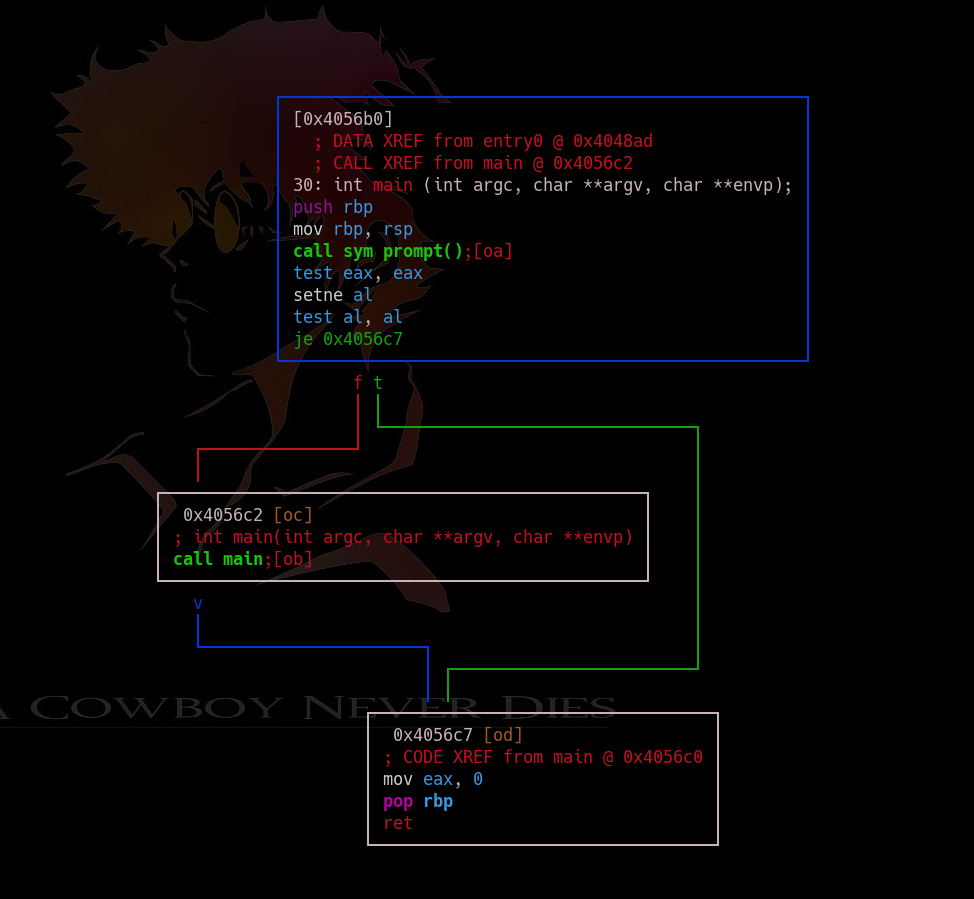 [0x4056b0]
; DATA XREF from entry0 @ 0x4048ad
; CALL XREF from main @ 0x4056c2
30: int main (int argc, char **argv, char **envp);
push rbp
mov rbp, rsp
call sym prompt();[oa]
test eax, eax
setne al
test al, al
je 0x4056c7
f t
0x4056c2 [oc]
; int main(int argc, char **argv, char **envp)
call main;[ob]
v
A COWBOY NEVER DIES
0x4056c7 [od]
; CODE XREF from main @ 0x4056c0
mov eax, 0
pop rbp
ret